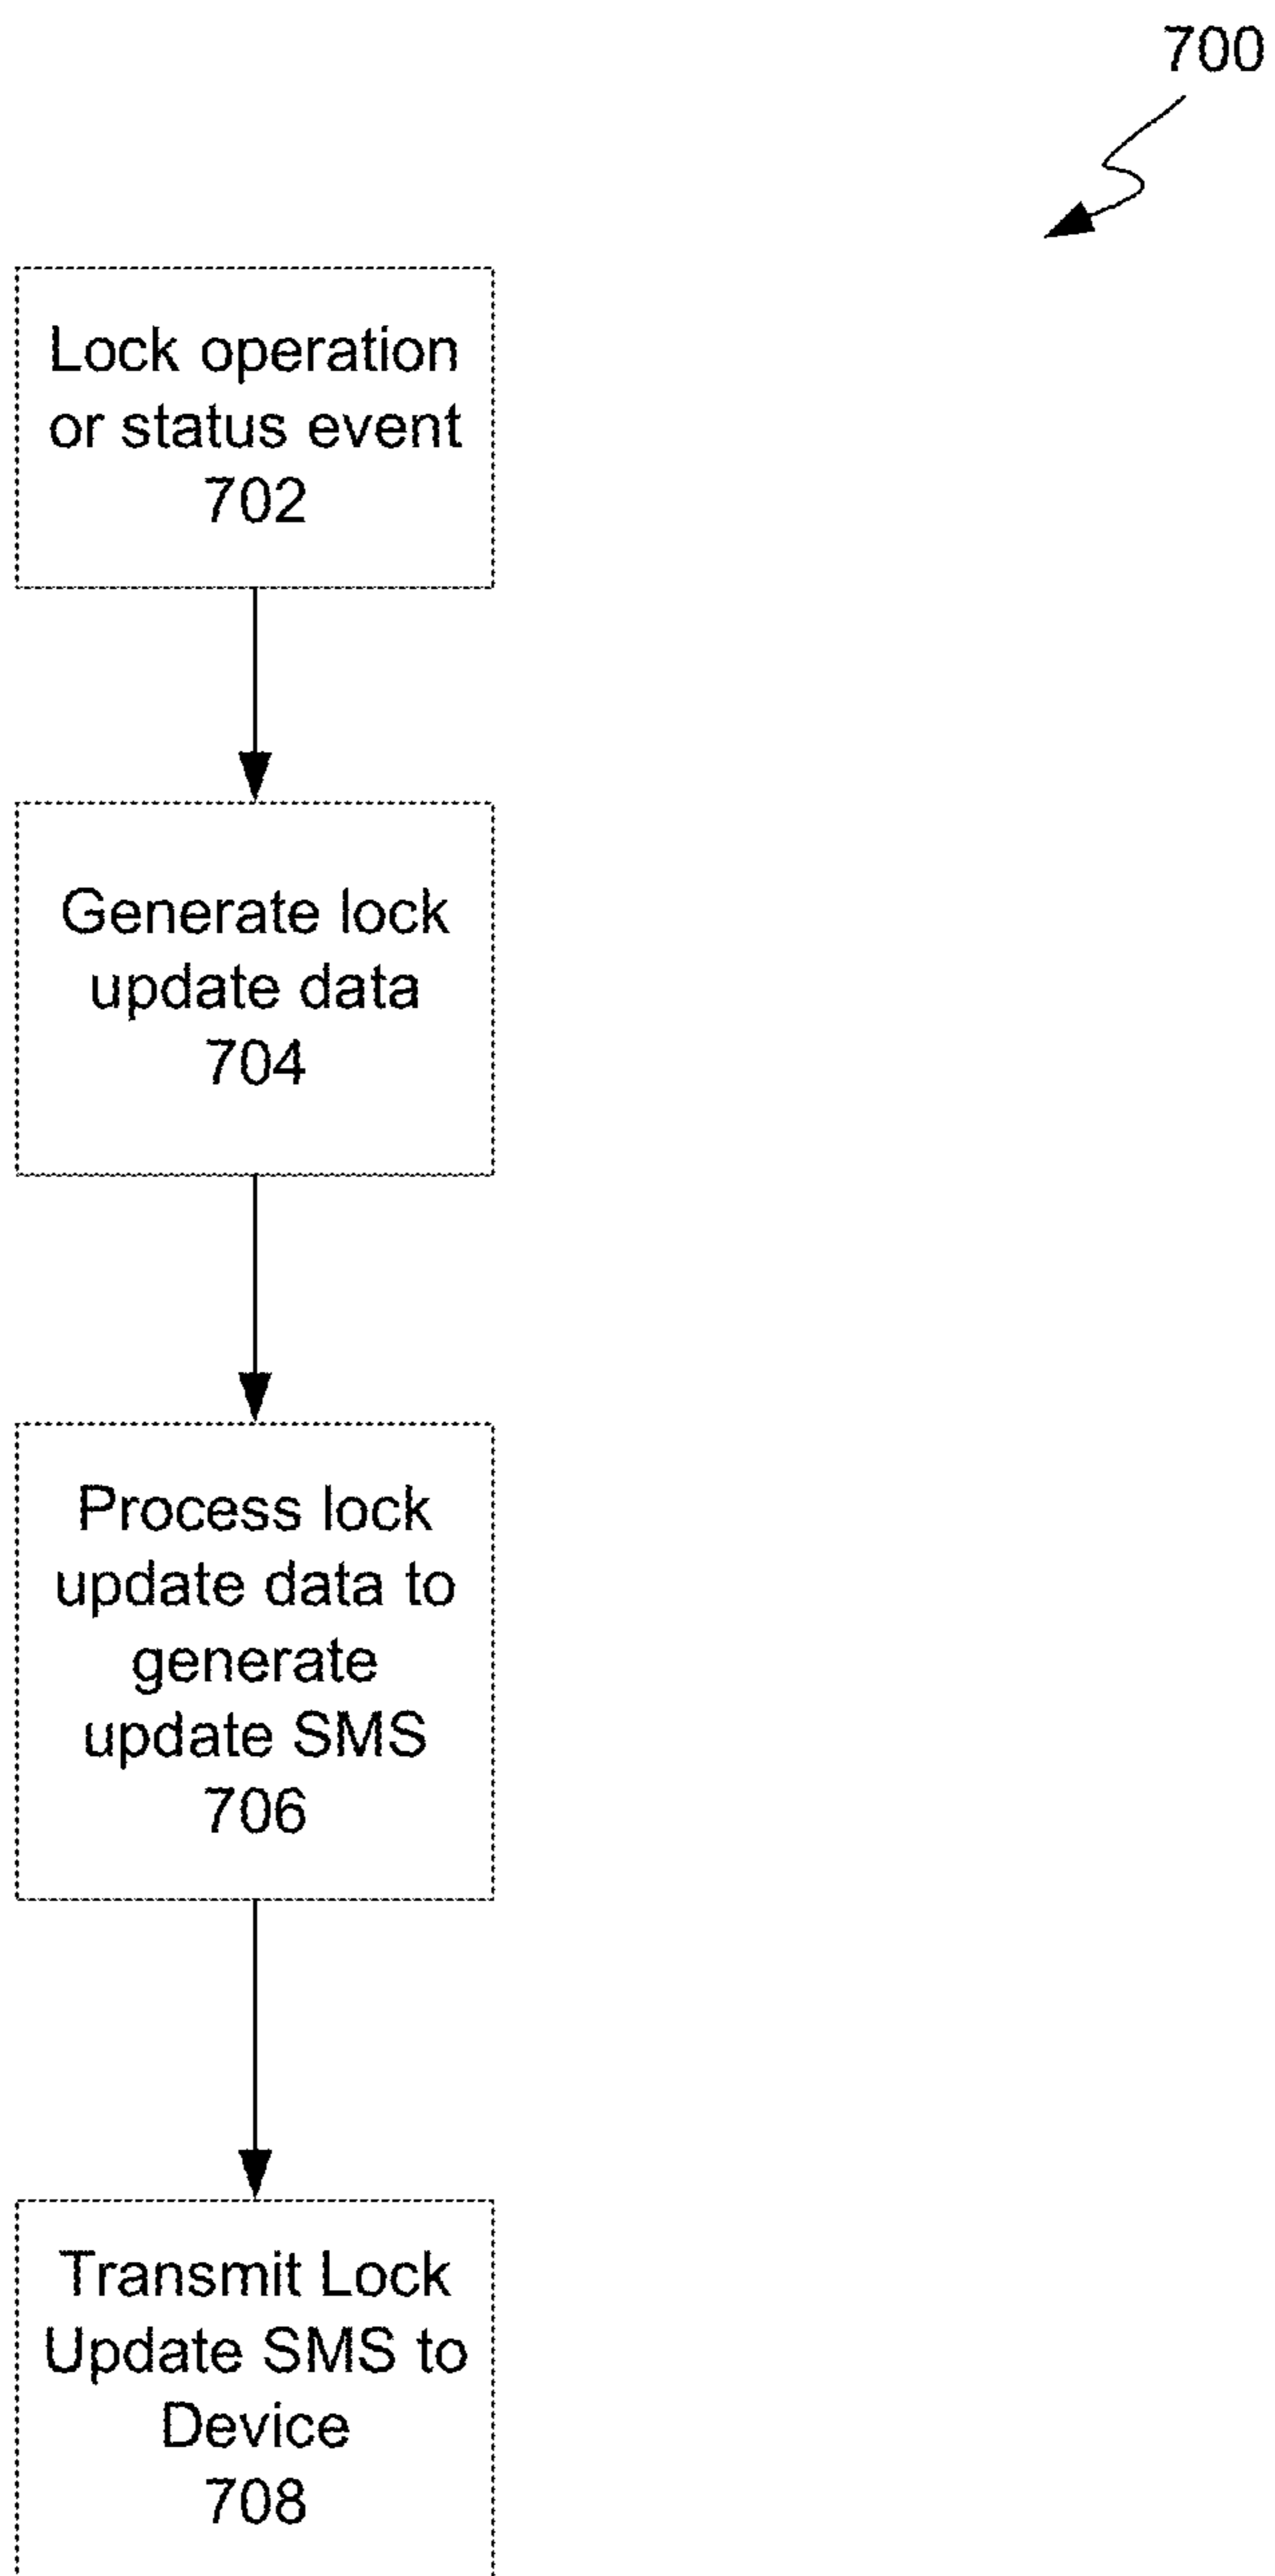 700
Lock operation
or status event
702
Generate lock
update data
704
Process lock
update data to
generate
update SMS
706
Transmit Lock
Update SMS to
Device
708